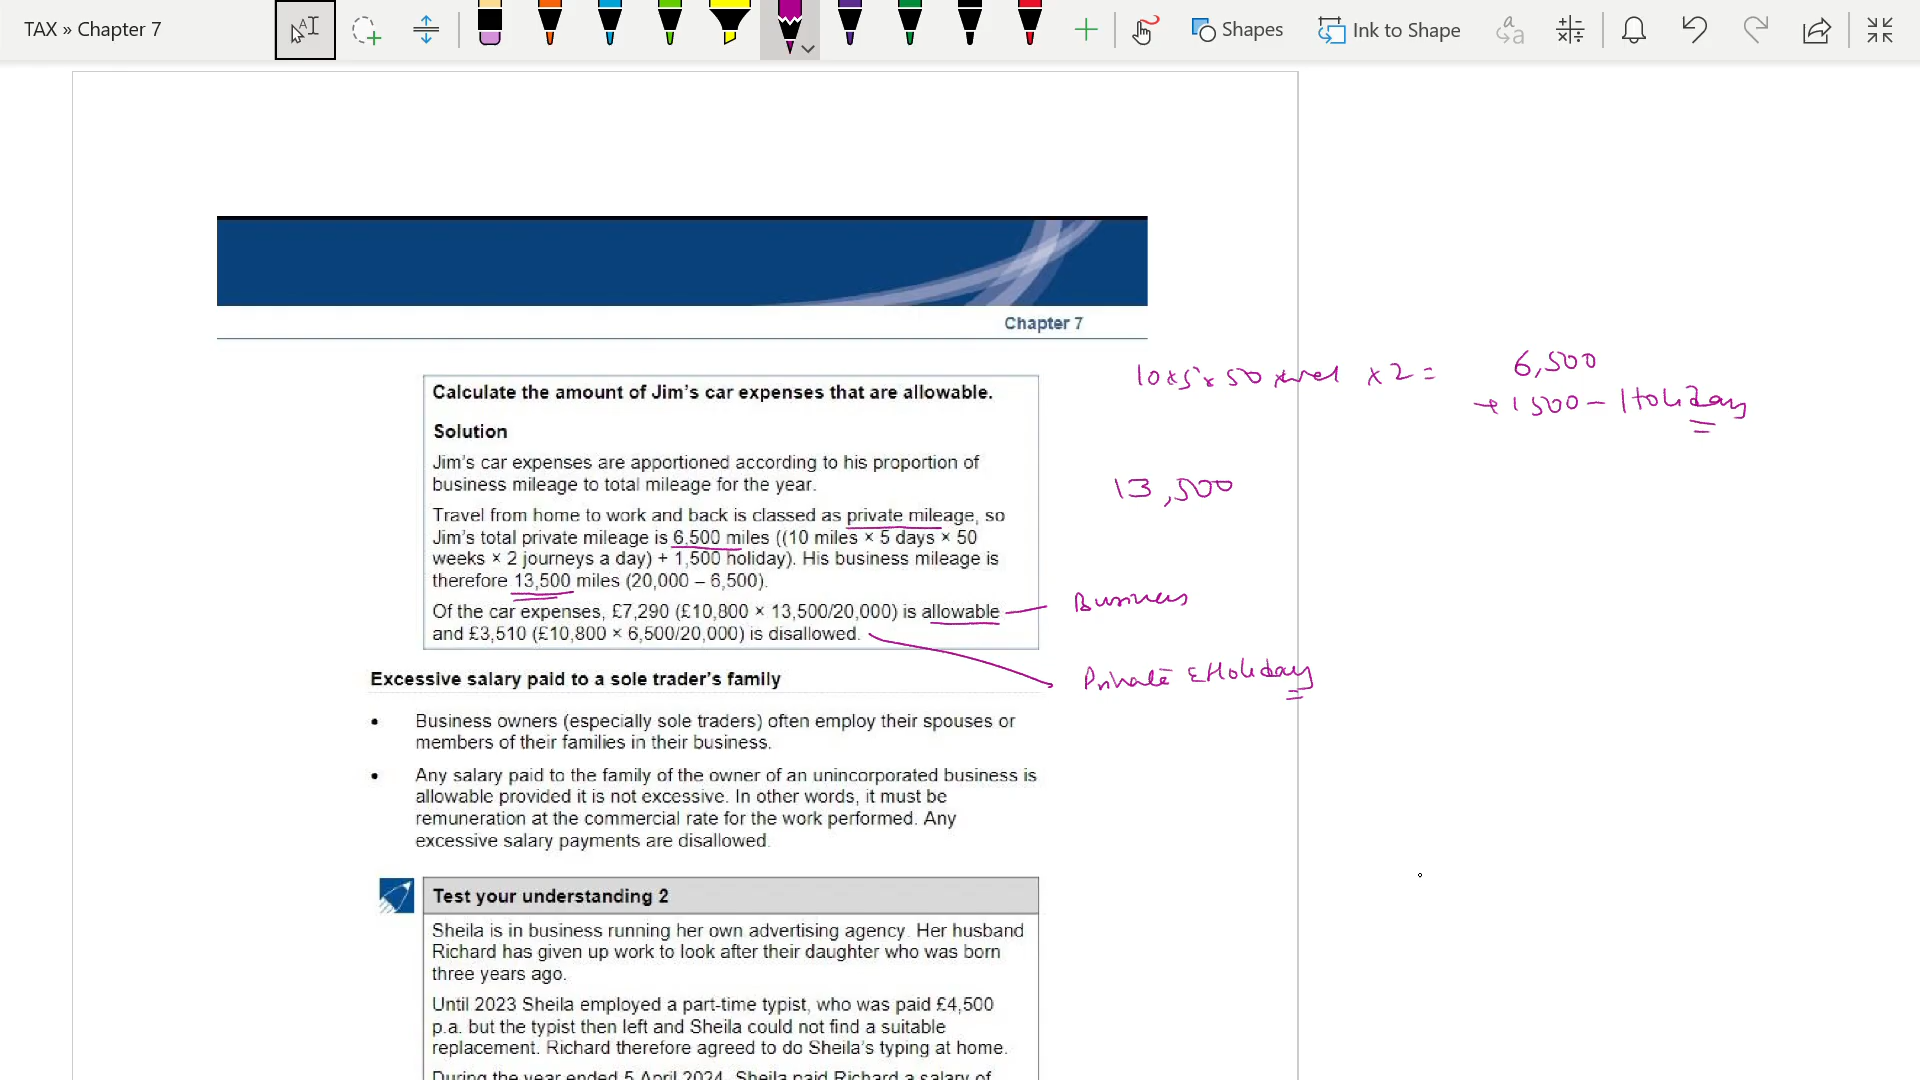 TAX » Chapter 7
Shapes
Ink to Shape
Chapter 7
Calculate the amount of Jim's car expenses that are allowable.
Solution
Jim's car expenses are apportioned according to his proportion of
business mileage to total mileage for the year.
Travel from home to work and back is classed as private mileage, so
Jim's total private mileage is 6,500 miles ((10 miles × 5 days × 50
weeks × 2 journeys a day) + 1,500 holiday). His business mileage is
therefore 13,500 miles (20,000 – 6,500).
Of the car expenses, £7,290 (£10,800 × 13,500/20,000) is allowable
and £3,510 (£10,800 × 6,500/20,000) is disallowed.
10 × 5 × 50 × 2 = 6,500
+ 1500 – Holiday
13,500
Business
Private & Holiday
Excessive salary paid to a sole trader's family
• Business owners (especially sole traders) often employ their spouses or
members of their families in their business.
• Any salary paid to the family of the owner of an unincorporated business is
allowable provided it is not excessive. In other words, it must be
remuneration at the commercial rate for the work performed. Any
excessive salary payments are disallowed.
Test your understanding 2
Sheila is in business running her own advertising agency. Her husband
Richard has given up work to look after their daughter who was born
three years ago.
Until 2023 Sheila employed a part-time typist, who was paid £4,500
p.a. but the typist then left and Sheila could not find a suitable
replacement. Richard therefore agreed to do Sheila's typing at home.
During the year ended 5 April 2024, Sheila paid Richard a salary of